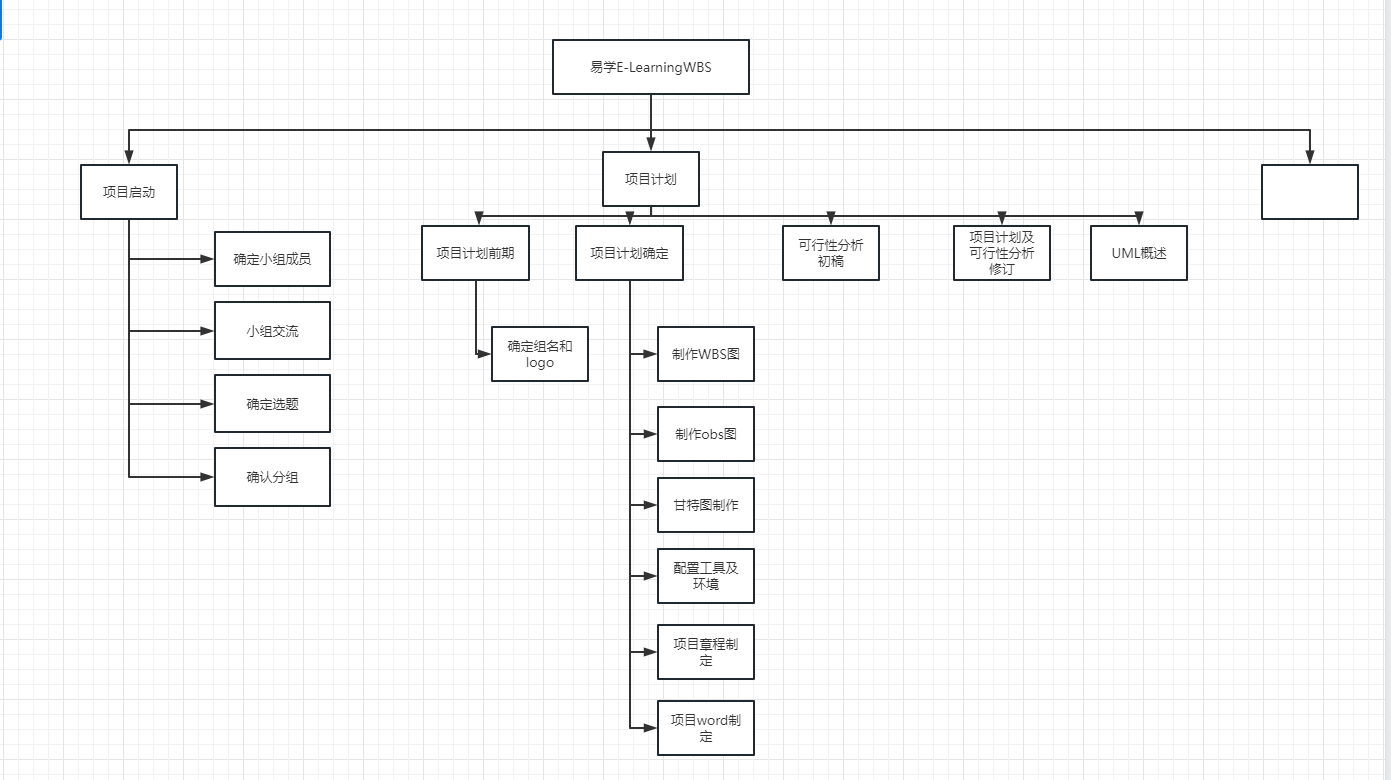 易学E-LearningWBS
项目启动
项目计划
确定小组成员
小组交流
确定选题
确认分组
项目计划前期
项目计划确定
可行性分析
初稿
项目计划及
可行性分析
修订
UML概述
确定组名和
logo
制作WBS图
制作obs图
甘特图制作
配置工具及
环境
项目章程制
定
项目word制
定